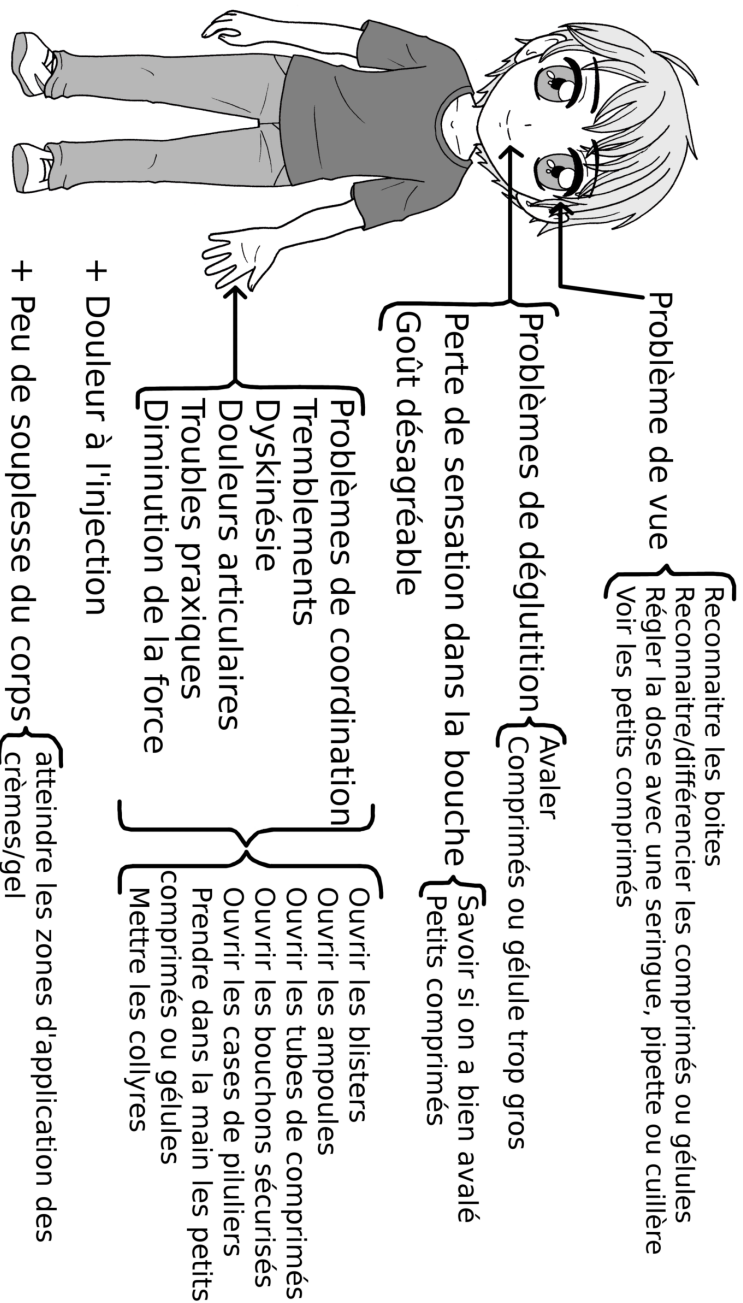 Problème de vue
Reconnaitre les boites
Reconnaitre/différencier les comprimés ou gélules
Régler la dose avec une seringue, pipette ou cuillère
Voir les petits comprimés
Problèmes de déglutition
Avaler
Comprimés ou gélule trop gros
Perte de sensation dans la bouche
Savoir si on a bien avalé
Petits comprimés
Goût désagréable
Problèmes de coordination
Tremblements
Dyskinésie
Douleurs articulaires
Troubles praxiques
Diminution de la force
Ouvrir les blisters
Ouvrir les ampoules
Ouvrir les tubes de comprimés
Ouvrir les bouchons sécurisés
Ouvrir les cases de piluliers
Prendre dans la main les petits
comprimés ou gélules
Mettre les collyres
+ Douleur à l'injection
+ Peu de souplesse du corps
atteindre les zones d'application des
crèmes/gel